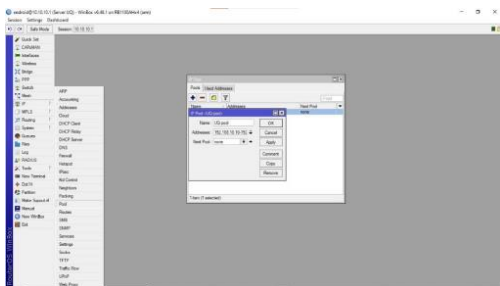 Session Settings Dashboard
Safe Mode Session: 10.10.10.1
Quick Set
CAPsMAN
Interfaces
Wireless
Bridge
PPP
Switch
Mesh
IP
MPLS
Routing
System
Queues
Files
Log
RADIUS
Tools
New Terminal
Dot1X
Partition
Make Supout.rif
Manual
New WinBox
Exit
ARP
Accounting
Addresses
Cloud
DHCP Client
DHCP Relay
DHCP Server
DNS
Firewall
Hotspot
IPsec
Kid Control
Neighbors
Packing
Pool
Routes
SMB
SNMP
Services
Settings
Socks
TFTP
Traffic Flow
UPnP
Web Proxy
Pools Used Addresses
Name Addresses Next Pool
none
Name:
OK
Addresses:
Cancel
Next Pool: none
Apply
Comment
Copy
Remove
RouterOS WinBox